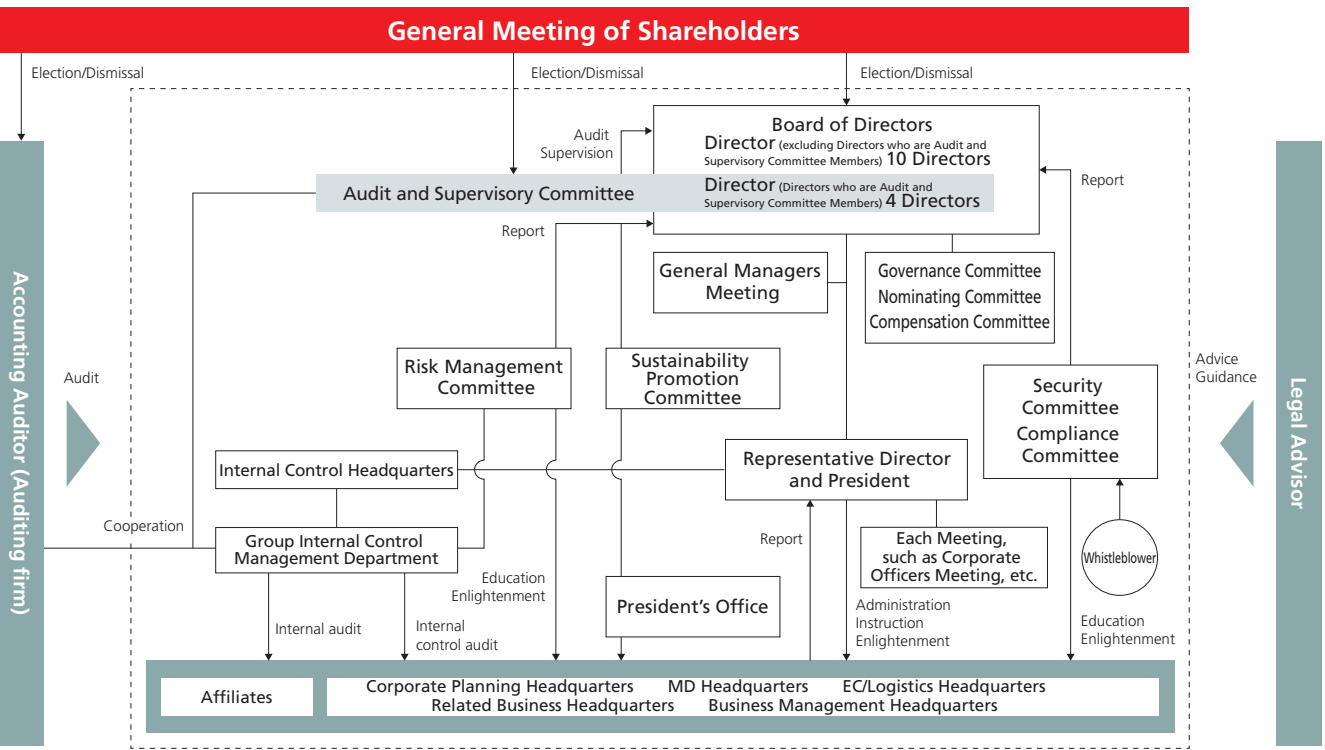 General Meeting of Shareholders
Election/Dismissal
Election/Dismissal
Election/Dismissal
Board of Directors
Director (excluding Directors who are Audit and
Supervisory Committee Members) 10 Directors
Audit
Supervision
Audit and Supervisory Committee
Director (Directors who are Audit and
Supervisory Committee Members) 4 Directors
Report
Report
General Managers
Meeting
Governance Committee
Nominating Committee
Compensation Committee
Accounting Auditor (Auditing firm)
Audit
Risk Management
Committee
Sustainability
Promotion
Committee
Security
Committee
Compliance
Committee
Advice
Guidance
Legal Advisor
Internal Control Headquarters
Representative Director
and President
Cooperation
Group Internal Control
Management Department
Report
Each Meeting,
such as Corporate
Officers Meeting, etc.
Whistleblower
Education
Enlightenment
President's Office
Administration
Instruction
Enlightenment
Education
Enlightenment
Internal audit
Internal
control audit
Affiliates
Corporate Planning Headquarters MD Headquarters EC/Logistics Headquarters
Related Business Headquarters Business Management Headquarters